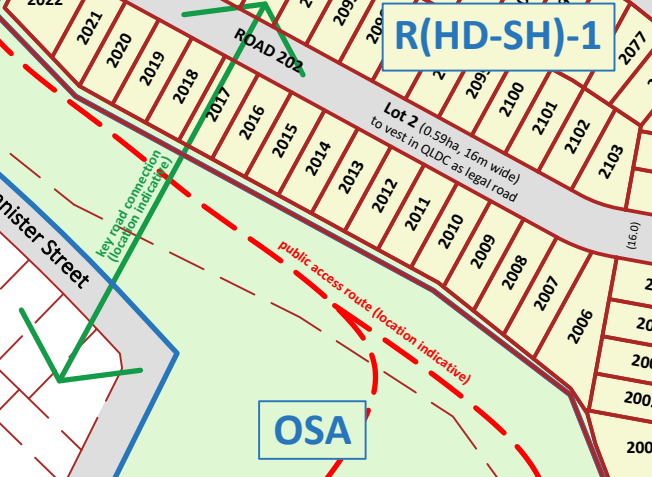 2022
2021
2020
2019
2018
2017
2016
2015
2014
2013
2012
2011
2010
2009
2008
2007
2006
ROAD 202
R(HD-SH)-1
2077
2100
2101
2102
2103
Lot 2 (0.59ha, 16m wide)
to vest in QLDC as legal road
(16.0)
key road connection
(location indicative)
public access route (location indicative)
Street
OSA